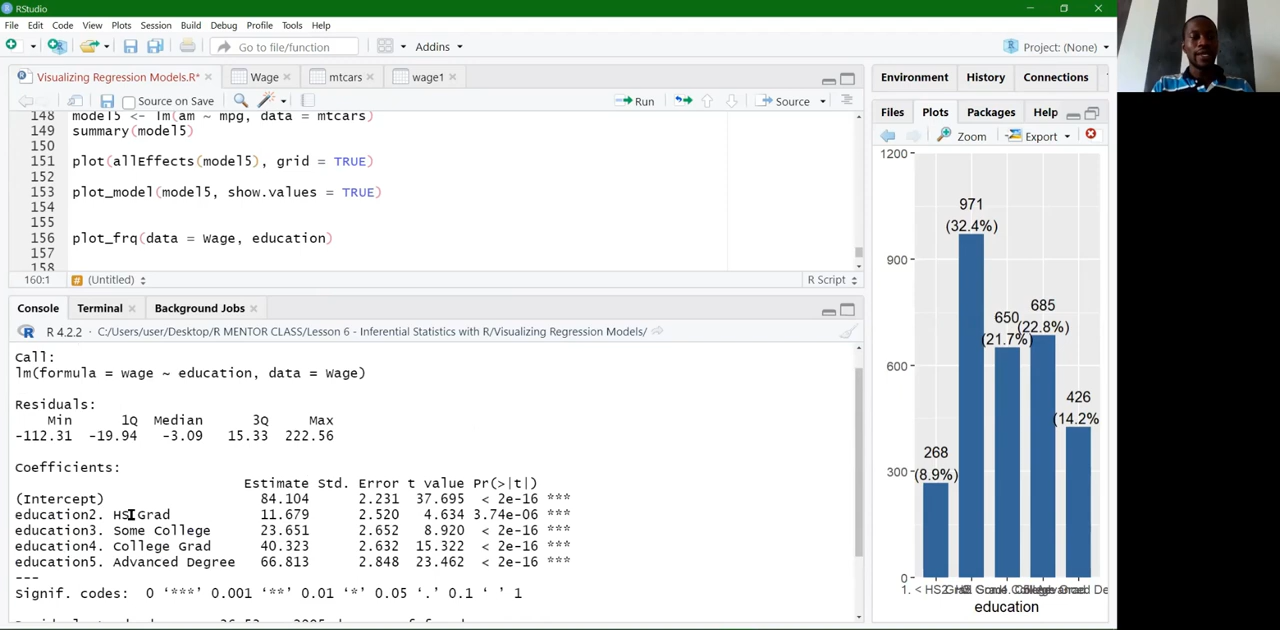 RStudio
File Edit Code View Plots Session Build Debug Profile Tools Help
Go to file/function
Addins
Project: (None)
Visualizing Regression Models.R*
Wage
mtcars
wage1
Source on Save
Run
Source
148 model5 <- lm(am ~ mpg, data = mtcars)
149 summary(model5)
150
151 plot(allEffects(model5), grid = TRUE)
152
153 plot_model(model5, show.values = TRUE)
154
155
156 plot_frq(data = Wage, education)
157
158
160:1 (Untitled) R Script
Console Terminal Background Jobs
R 4.2.2 · C:/Users/user/Desktop/R MENTOR CLASS/Lesson 6 - Inferential Statistics with R/Visualizing Regression Models/
Call:
lm(formula = wage ~ education, data = Wage)
Residuals:
Min 1Q Median 3Q Max
-112.31 -19.94 -3.09 15.33 222.56
Coefficients:
Estimate Std. Error t value Pr(>|t|)
(Intercept) 84.104 2.231 37.695 < 2e-16 ***
education2. HS Grad 11.679 2.520 4.634 3.74e-06 ***
education3. Some College 23.651 2.652 8.920 < 2e-16 ***
education4. College Grad 40.323 2.632 15.322 < 2e-16 ***
education5. Advanced Degree 66.813 2.848 23.462 < 2e-16 ***
---
Signif. codes: 0 ‘***’ 0.001 ‘**’ 0.01 ‘*’ 0.05 ‘.’ 0.1 ‘ ’ 1
Environment History Connections
Files Plots Packages Help
Zoom Export
1200
900
600
300
0
268
(8.9%)
971
(32.4%)
650
(21.7%)
685
(22.8%)
426
(14.2%
1. < HS
education